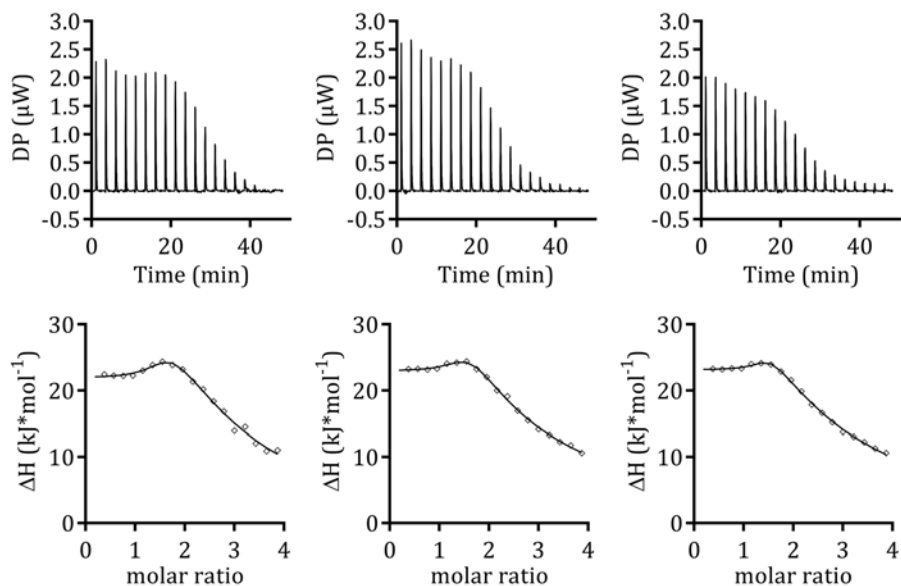 3.0 3.0 3.0
2.5 2.5 2.5
2.0 2.0 2.0
1.5 1.5 1.5
1.0 1.0 1.0
0.5 0.5 0.5
0.0 0.0 0.0
-0.5 -0.5 -0.5
DP (µW) DP (µW) DP (µW)
0 20 40 0 20 40 0 20 40
Time (min) Time (min) Time (min)
30 30 30
20 20 20
10 10 10
0 0 0
ΔH (kJ*mol⁻¹) ΔH (kJ*mol⁻¹) ΔH (kJ*mol⁻¹)
0 1 2 3 4 0 1 2 3 4 0 1 2 3 4
molar ratio molar ratio molar ratio